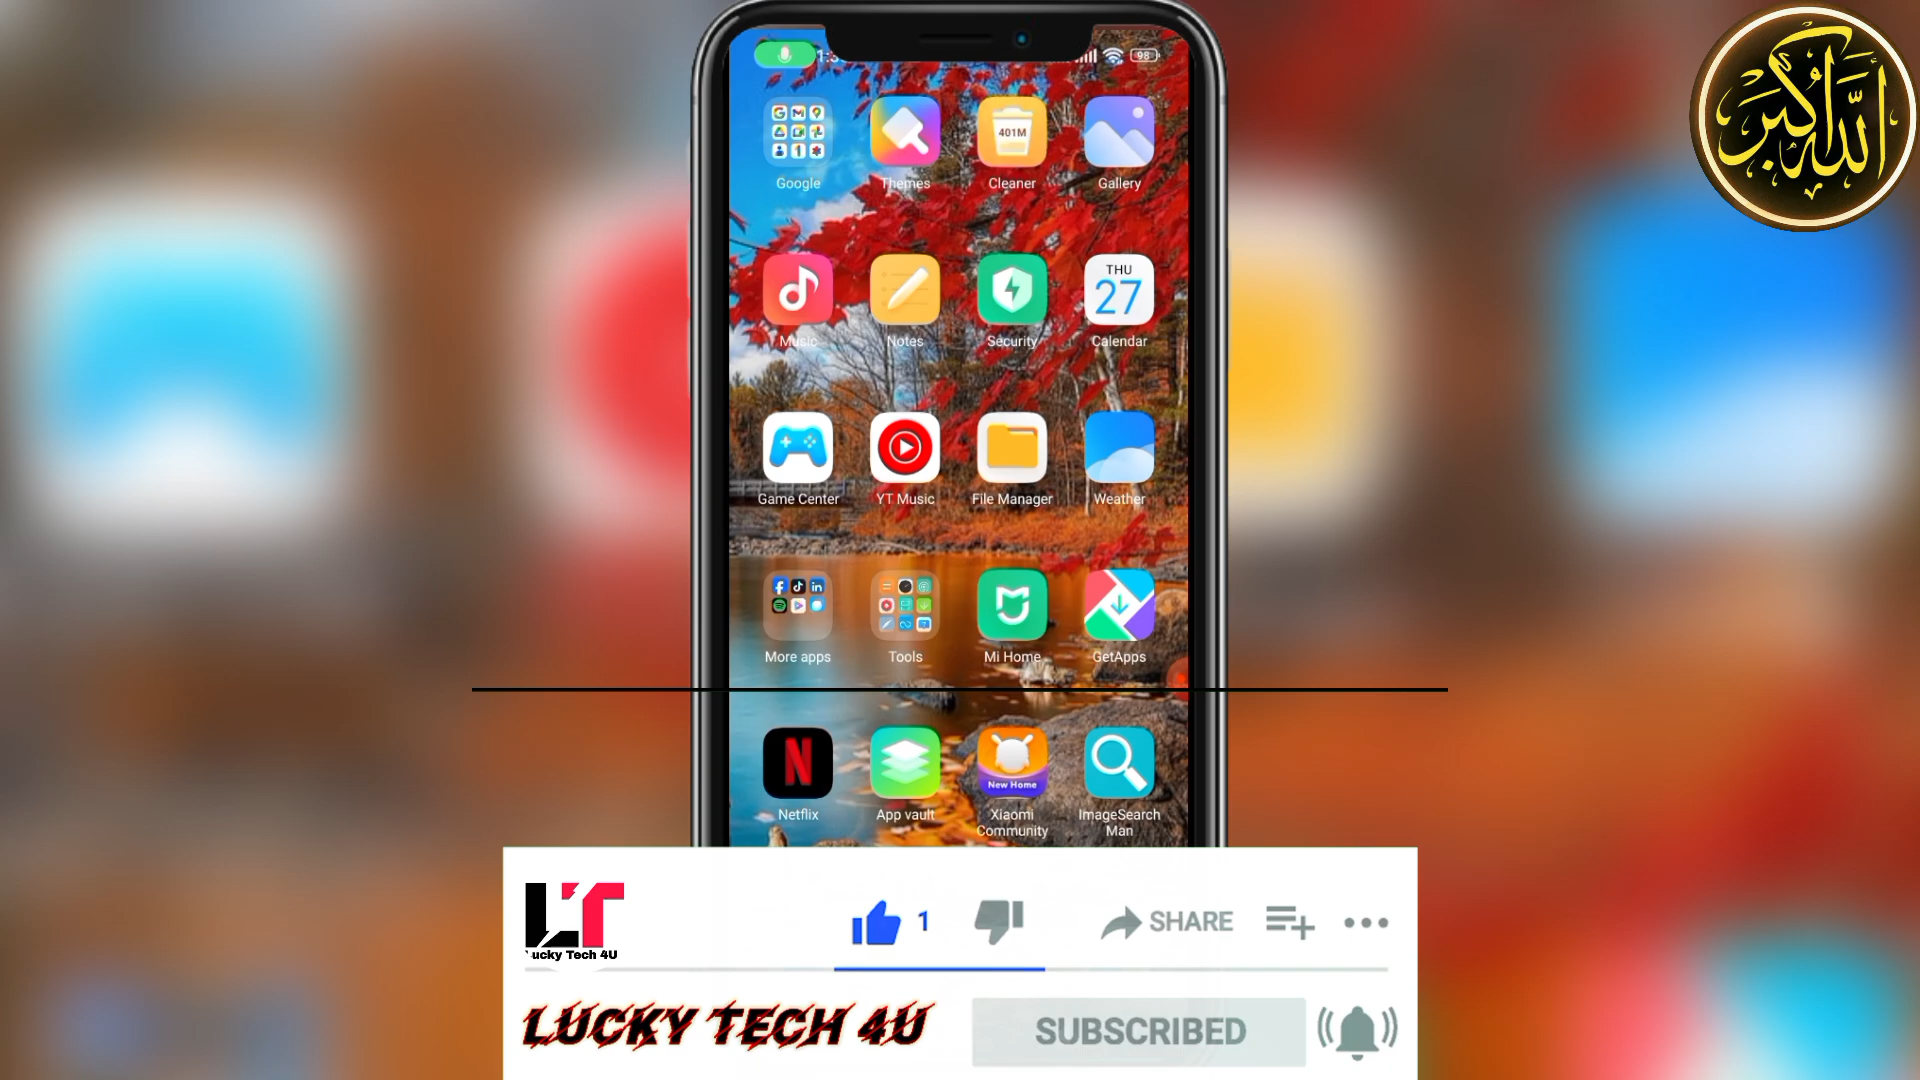 98
الله أكبر
401M
Google
Themes
Cleaner
Gallery
THU
27
Music
Notes
Security
Calendar
Game Center
YT Music
File Manager
Weather
More apps
Tools
Mi Home
GetApps
N
New Home
Netflix
App vault
Xiaomi
Community
ImageSearch
Man
LT
1
SHARE
ucky Tech 4U
LUCKY TECH 4U
SUBSCRIBED